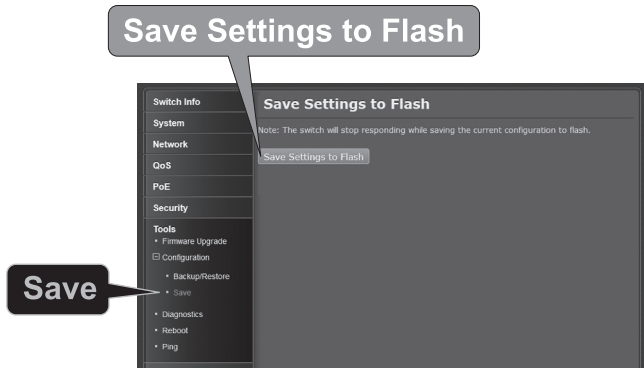 Save Settings to Flash
Switch Info
System
Network
QoS
PoE
Security
Tools
• Firmware Upgrade
Configuration
• Backup/Restore
• Save
• Diagnostics
• Reboot
• Ping
Save Settings to Flash
Note: The switch will stop responding while saving the current configuration to flash.
Save Settings to Flash
Save